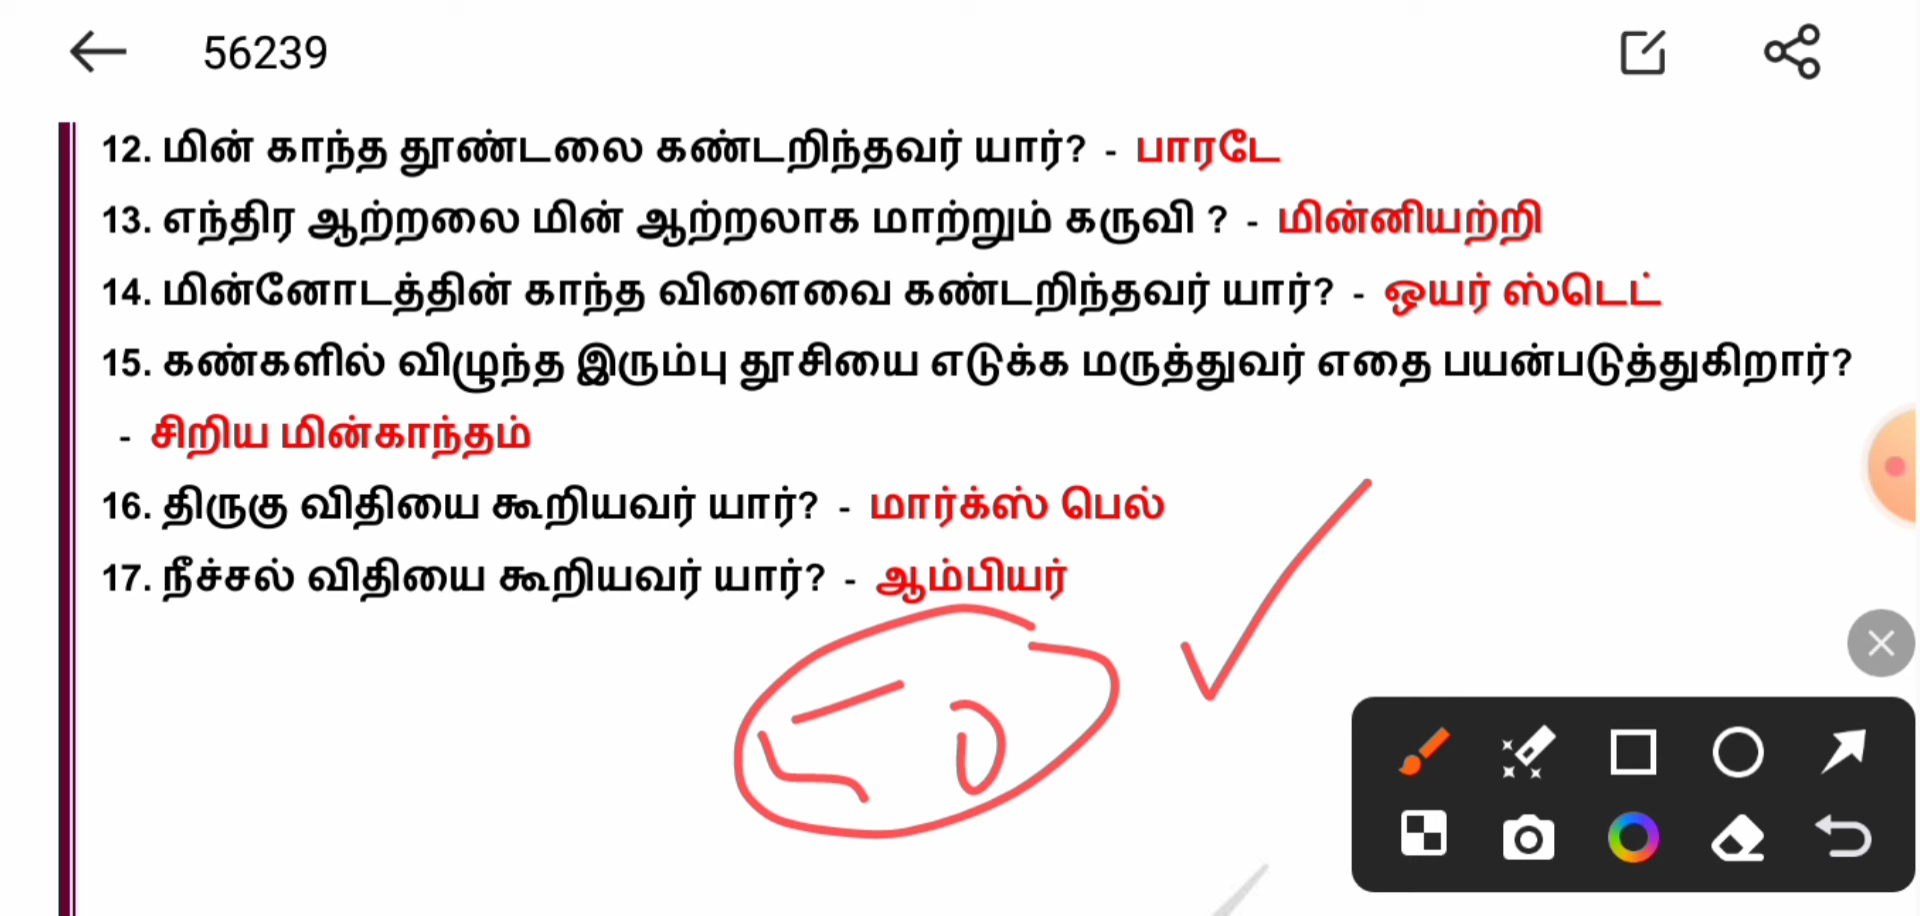 56239
12. மின் காந்த தூண்டலை கண்டறிந்தவர் யார்? - பாரடே
13. எந்திர ஆற்றலை மின் ஆற்றலாக மாற்றும் கருவி ? - மின்னியற்றி
14. மின்னோடத்தின் காந்த விளைவை கண்டறிந்தவர் யார்? - ஒயர் ஸ்டெட்
15. கண்களில் விழுந்த இரும்பு தூசியை எடுக்க மருத்துவர் எதை பயன்படுத்துகிறார்?
- சிறிய மின்காந்தம்
16. திருகு விதியை கூறியவர் யார்? - மார்க்ஸ் பெல்
17. நீச்சல் விதியை கூறியவர் யார்? - ஆம்பியர்
50